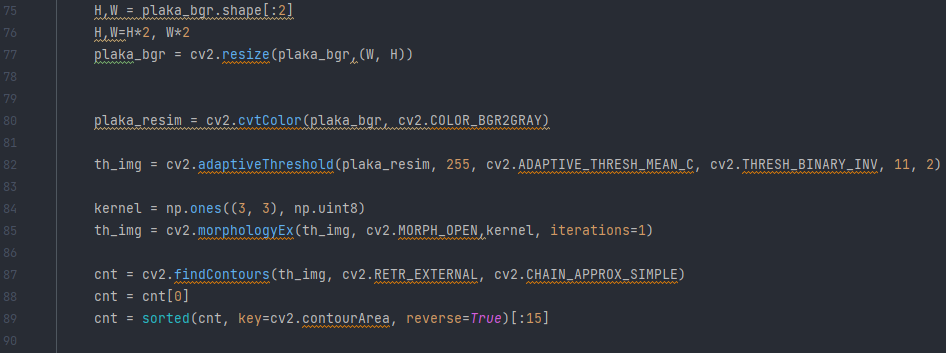 75 H,W = plaka_bgr.shape[:2]
76 H,W=H*2, W*2
77 plaka_bgr = cv2.resize(plaka_bgr,(W, H))
78
79
80 plaka_resim = cv2.cvtColor(plaka_bgr, cv2.COLOR_BGR2GRAY)
81
82 th_img = cv2.adaptiveThreshold(plaka_resim, 255, cv2.ADAPTIVE_THRESH_MEAN_C, cv2.THRESH_BINARY_INV, 11, 2)
83
84 kernel = np.ones((3, 3), np.uint8)
85 th_img = cv2.morphologyEx(th_img, cv2.MORPH_OPEN,kernel, iterations=1)
86
87 cnt = cv2.findContours(th_img, cv2.RETR_EXTERNAL, cv2.CHAIN_APPROX_SIMPLE)
88 cnt = cnt[0]
89 cnt = sorted(cnt, key=cv2.contourArea, reverse=True)[:15]
90